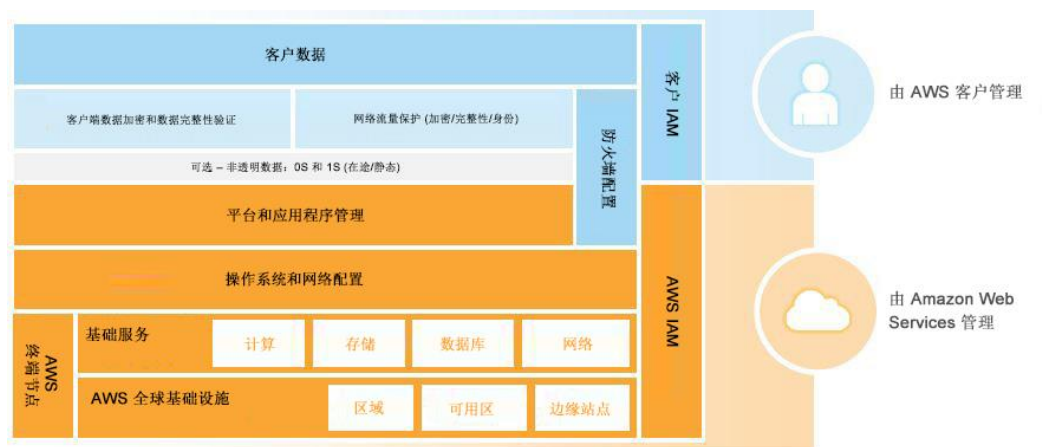 客户数据
客户 IAM
由 AWS 客户管理
客户端数据加密和数据完整性验证
网络流量保护 (加密/完整性/身份)
防火墙配置
可选 – 非透明数据：0S 和 1S (在途/静态)
平台和应用程序管理
操作系统和网络配置
AWS IAM
由 Amazon Web
Services 管理
AWS
终端节点
基础服务
计算
存储
数据库
网络
AWS 全球基础设施
区域
可用区
边缘站点